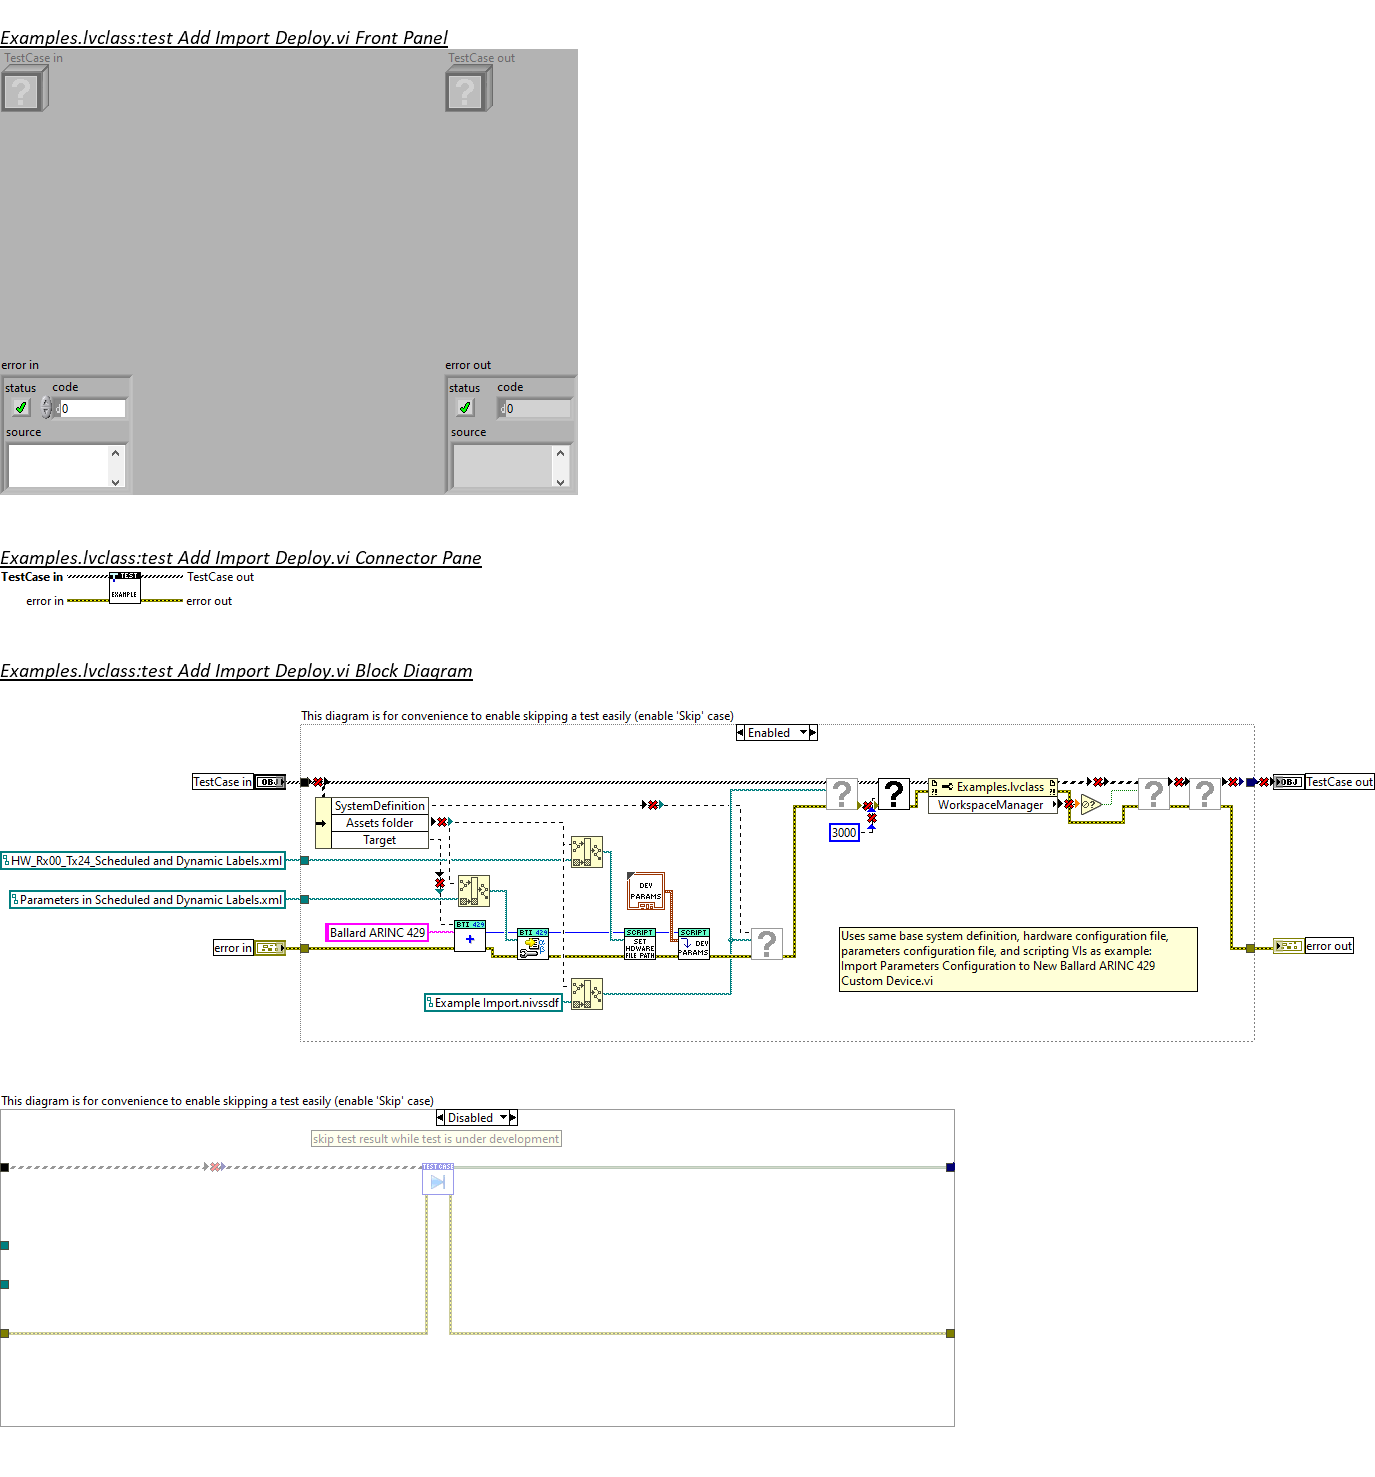 Examples.lvclass:test Add Import Deploy.vi Front Panel
TestCase in
TestCase out
?
?
error in
error out
status
code
status
code
d0
d0
source
source
Examples.lvclass:test Add Import Deploy.vi Connector Pane
TestCase in
TEST
TestCase out
EXAMPLE
error in
error out
Examples.lvclass:test Add Import Deploy.vi Block Diagram
This diagram is for convenience to enable skipping a test easily (enable 'Skip' case)
Enabled
TestCase in
OBJ
OBJ
TestCase out
SystemDefinition
Assets folder
Target
?
?
Examples.lvclass
WorkspaceManager
?
?
3000
HW_Rx00_Tx24_Scheduled and Dynamic Labels.xml
DEV PARAMS
Parameters in Scheduled and Dynamic Labels.xml
Ballard ARINC 429
BTI 429
+
BTI 429
SCRIPT
SET HDWARE FILE PATH
SCRIPT
DEV PARAMS
?
error in
error out
Uses same base system definition, hardware configuration file,
parameters configuration file, and scripting VIs as example:
Import Parameters Configuration to New Ballard ARINC 429
Custom Device.vi
Example Import.nivssdf
This diagram is for convenience to enable skipping a test easily (enable 'Skip' case)
Disabled
skip test result while test is under development
TEST CASE